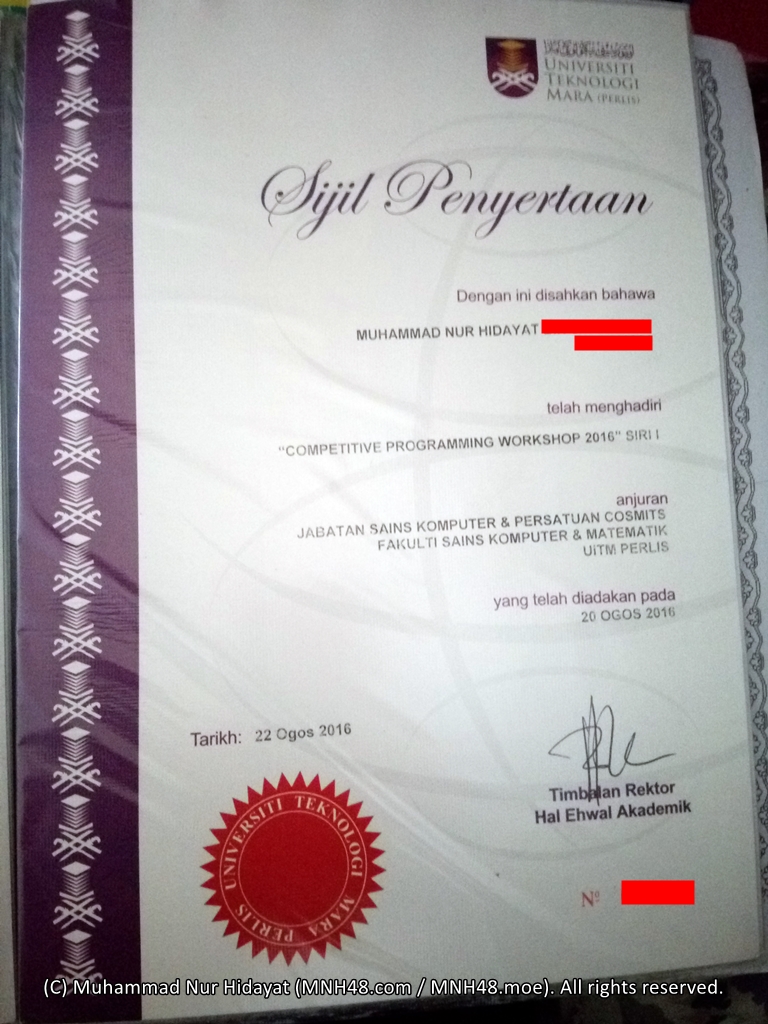 UNIVERSITI
TEKNOLOGI
MARA (PERLIS)
Sijil Penyertaan
Dengan ini disahkan bahawa
MUHAMMAD NUR HIDAYAT
telah menghadiri
"COMPETITIVE PROGRAMMING WORKSHOP 2016" SIRI I
anjuran
JABATAN SAINS KOMPUTER & PERSATUAN COSMITS
FAKULTI SAINS KOMPUTER & MATEMATIK
UiTM PERLIS
yang telah diadakan pada
20 OGOS 2016
Tarikh: 22 Ogos 2016
Timbalan Rektor
Hal Ehwal Akademik
UNIVERSITI TEKNOLOGI MARA PERLIS
Nº
(C) Muhammad Nur Hidayat (MNH48.com / MNH48.moe). All rights reserved.